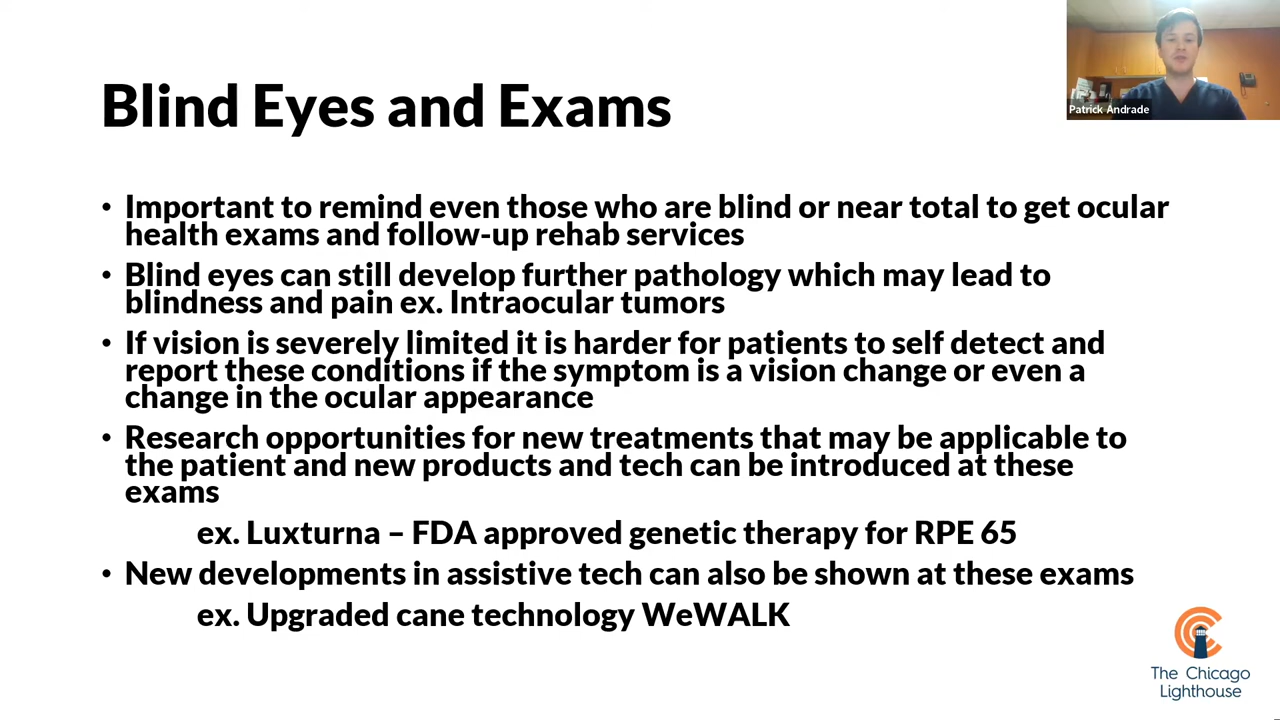 Patrick Andrade
Blind Eyes and Exams
• Important to remind even those who are blind or near total to get ocular
health exams and follow-up rehab services
• Blind eyes can still develop further pathology which may lead to
blindness and pain ex. Intraocular tumors
• If vision is severely limited it is harder for patients to self detect and
report these conditions if the symptom is a vision change or even a
change in the ocular appearance
• Research opportunities for new treatments that may be applicable to
the patient and new products and tech can be introduced at these
exams
ex. Luxturna – FDA approved genetic therapy for RPE 65
• New developments in assistive tech can also be shown at these exams
ex. Upgraded cane technology WeWALK
The Chicago
Lighthouse